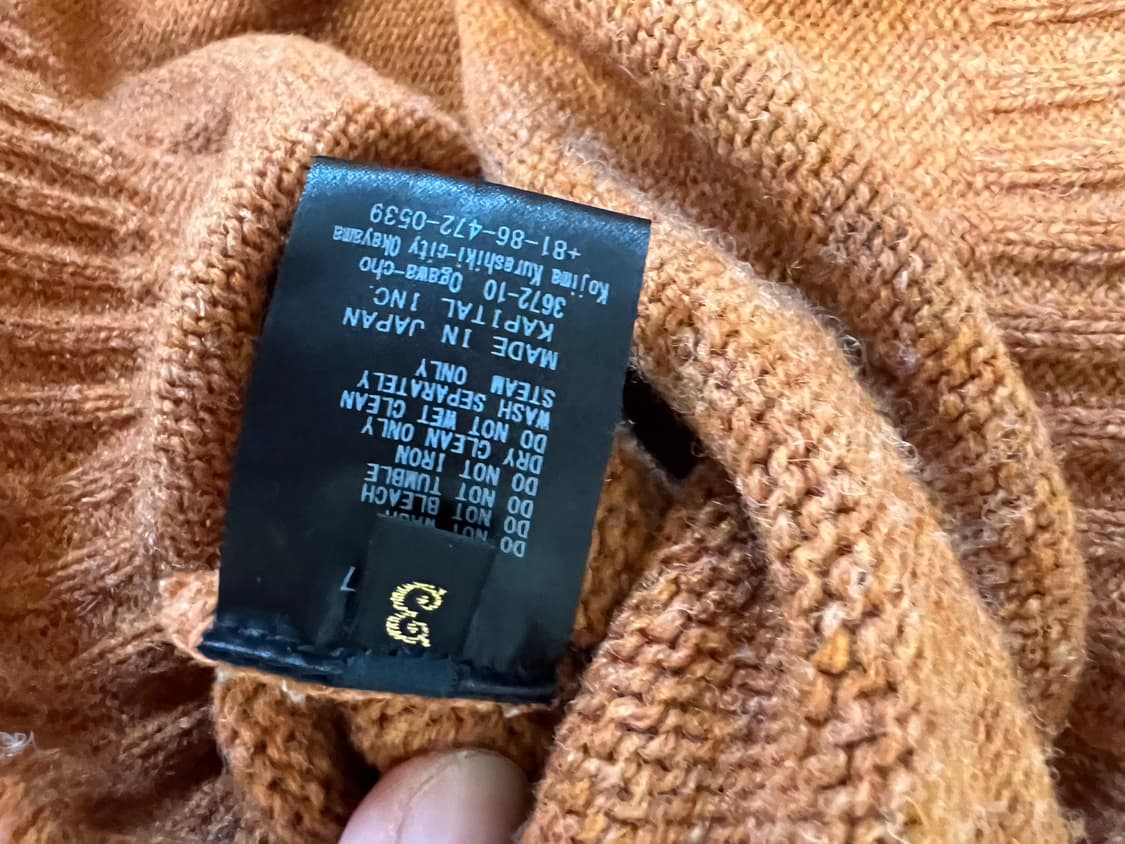 DO NOT WASH
DO NOT BLEACH
DO NOT TUMBLE
DO NOT IRON
DRY CLEAN ONLY
DO NOT WET CLEAN
WASH SEPARATELY
STEAM ONLY
MADE IN JAPAN
KAPITAL INC.
3672-10 Ogawa-cho
Kojima Kurashiki-city Okayama
+81-86-472-0539